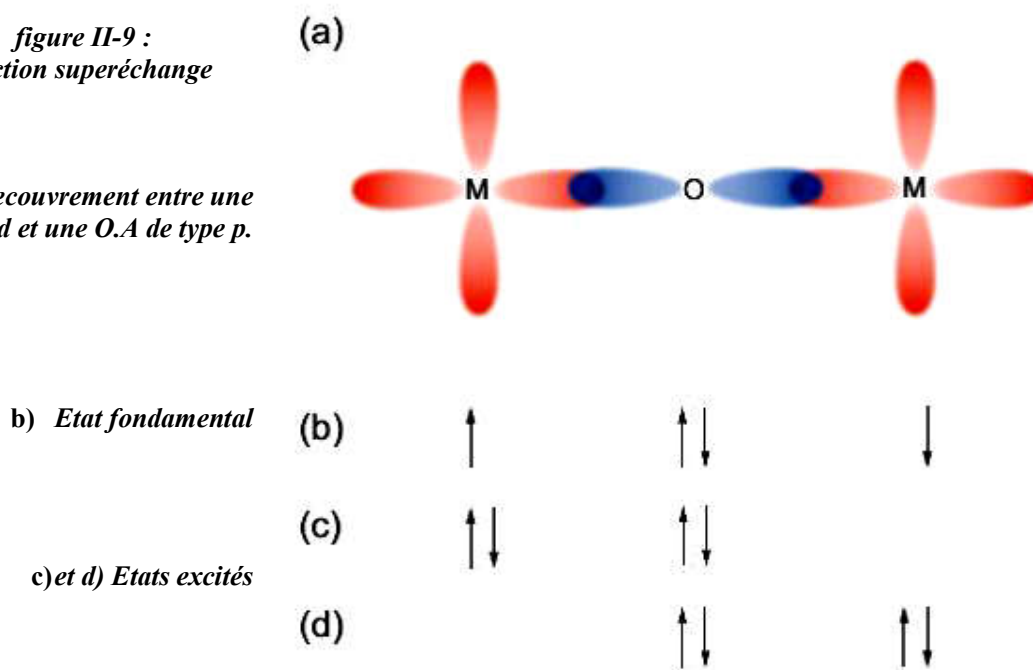 figure II-9 :
ction superéchange
ecouvrement entre une
d et une O.A de type p.
b) Etat fondamental
c)et d) Etats excités
(a)
M O M
(b)
(c)
(d)